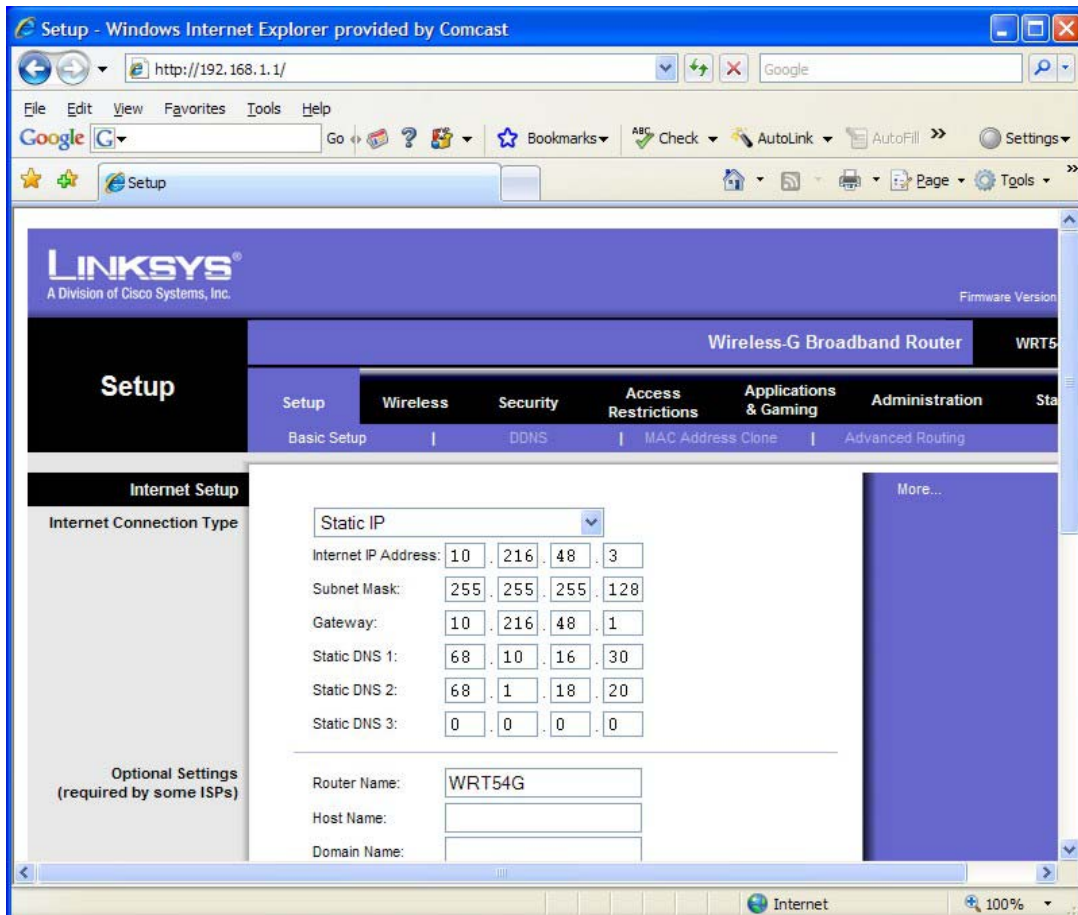 Setup - Windows Internet Explorer provided by Comcast
http://192.168.1.1/
Google
File Edit View Favorites Tools Help
Google G Go Bookmarks ABC Check AutoLink AutoFill » Settings
Setup Page Tools »
LINKSYS®
A Division of Cisco Systems, Inc.
Firmware Version
Wireless-G Broadband Router WRT5
Setup
Setup Wireless Security Access Restrictions Applications & Gaming Administration Sta
Basic Setup | DDNS | MAC Address Clone | Advanced Routing
Internet Setup
More...
Internet Connection Type Static IP
Internet IP Address: 10 . 216 . 48 . 3
Subnet Mask: 255 . 255 . 255 . 128
Gateway: 10 . 216 . 48 . 1
Static DNS 1: 68 . 10 . 16 . 30
Static DNS 2: 68 . 1 . 18 . 20
Static DNS 3: 0 . 0 . 0 . 0
Optional Settings
(required by some ISPs)
Router Name: WRT54G
Host Name:
Domain Name:
Internet 100%